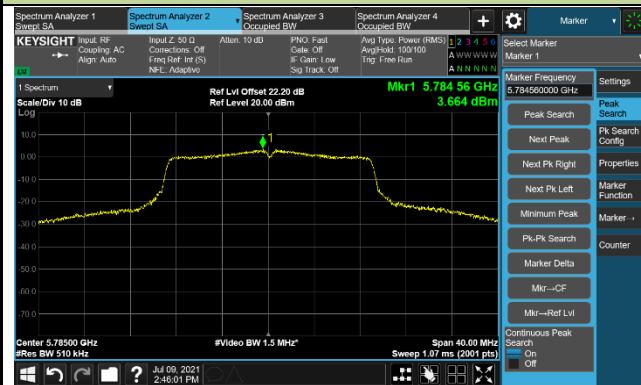 Spectrum Analyzer 1
Swept SA
Spectrum Analyzer 2
Swept SA
Spectrum Analyzer 3
Occupied BW
Spectrum Analyzer 4
Occupied BW
+
Marker
KEYSIGHT
Input: RF
Coupling: AC
Align: Auto
Input Z: 50 Ω
Corrections: Off
Freq Ref: Int (S)
NFE: Adaptive
Atten: 10 dB
PNO: Fast
Gate: Off
IF Gain: Low
Sig Track: Off
Avg Type: Power (RMS)
Avg|Hold: 100/100
Trig: Free Run
1 2 3 4 5 6
A W W W W W
A N N N N N
LXI
Select Marker
Marker 1
1 Spectrum
Scale/Div 10 dB
Log
Ref Lvl Offset 22.20 dB
Ref Level 20.00 dBm
Mkr1 5.784 56 GHz
3.664 dBm
1
10.0
0.00
-10.0
-20.0
-30.0
-40.0
-50.0
-60.0
-70.0
Center 5.78500 GHz
#Res BW 510 kHz
#Video BW 1.5 MHz*
Span 40.00 MHz
Sweep 1.07 ms (2001 pts)
Marker Frequency
5.784560000 GHz
Peak Search
Next Peak
Next Pk Right
Next Pk Left
Minimum Peak
Pk-Pk Search
Marker Delta
Mkr→CF
Mkr→Ref Lvl
Continuous Peak
Search
On
Off
Settings
Peak
Search
Pk Search
Config
Properties
Marker
Function
Marker→
Counter
?
Jul 09, 2021
2:46:01 PM